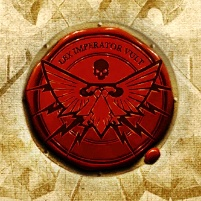 LEX IMPERATOR VULT